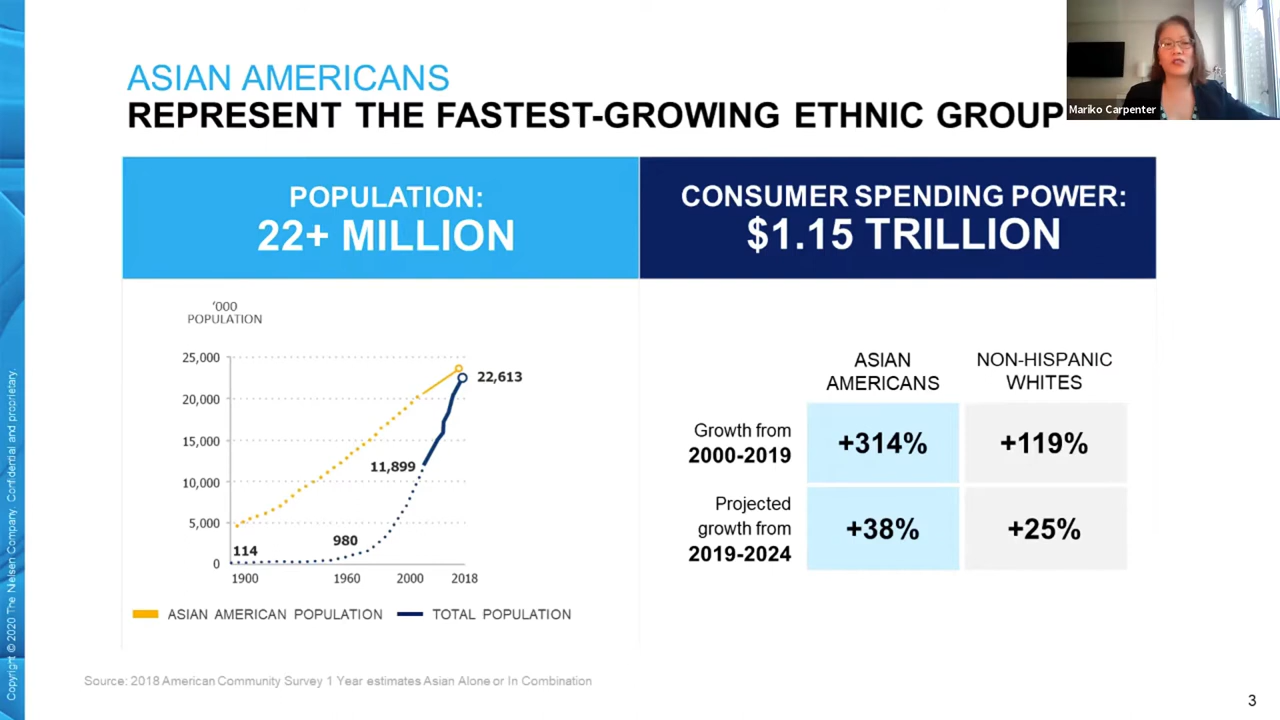 ASIAN AMERICANS
REPRESENT THE FASTEST-GROWING ETHNIC GROUP
Mariko Carpenter
POPULATION:
22+ MILLION
CONSUMER SPENDING POWER:
$1.15 TRILLION
'000
POPULATION
25,000
20,000
15,000
10,000
5,000
0
22,613
11,899
980
114
1900
1960
2000
2018
ASIAN AMERICAN POPULATION
TOTAL POPULATION
ASIAN
AMERICANS
NON-HISPANIC
WHITES
Growth from
2000-2019
+314%
+119%
Projected
growth from
2019-2024
+38%
+25%
Source: 2018 American Community Survey 1 Year estimates Asian Alone or In Combination
3
Copyright © 2020 The Nielsen Company. Confidential and proprietary.